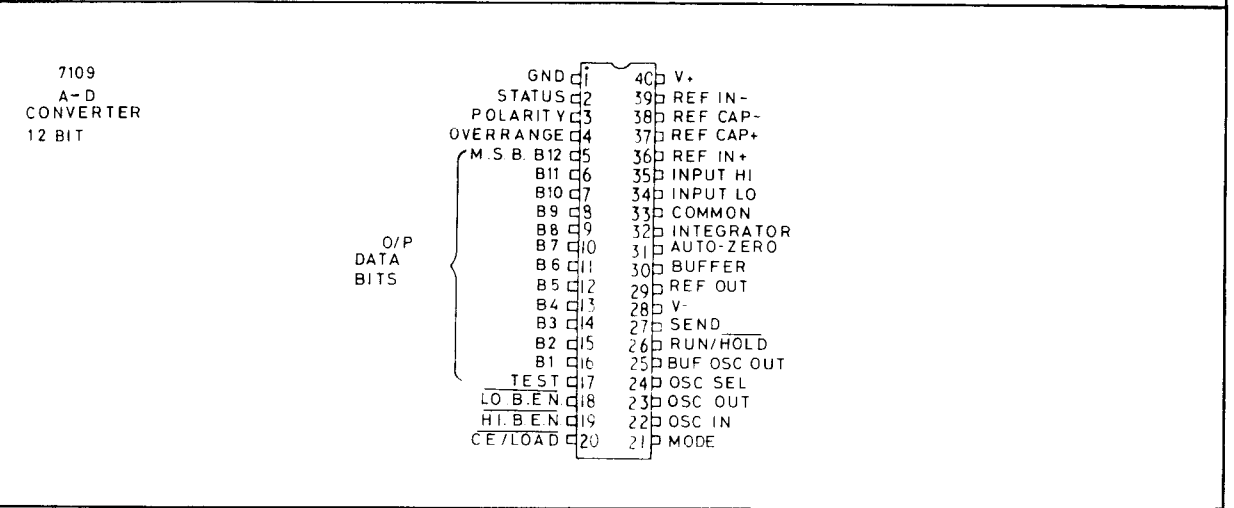 7109
A-D
CONVERTER
12 BIT
O/P
DATA
BITS
GND 1
STATUS 2
POLARITY 3
OVERRANGE 4
M.S.B. B12 5
B11 6
B10 7
B9 8
B8 9
B7 10
B6 11
B5 12
B4 13
B3 14
B2 15
B1 16
TEST 17
LO.B.EN. 18
HI.B.E.N. 19
CE/LOAD 20
40 V+
39 REF IN-
38 REF CAP-
37 REF CAP+
36 REF IN+
35 INPUT HI
34 INPUT LO
33 COMMON
32 INTEGRATOR
31 AUTO-ZERO
30 BUFFER
29 REF OUT
28 V-
27 SEND
26 RUN/HOLD
25 BUF OSC OUT
24 OSC SEL
23 OSC OUT
22 OSC IN
21 MODE